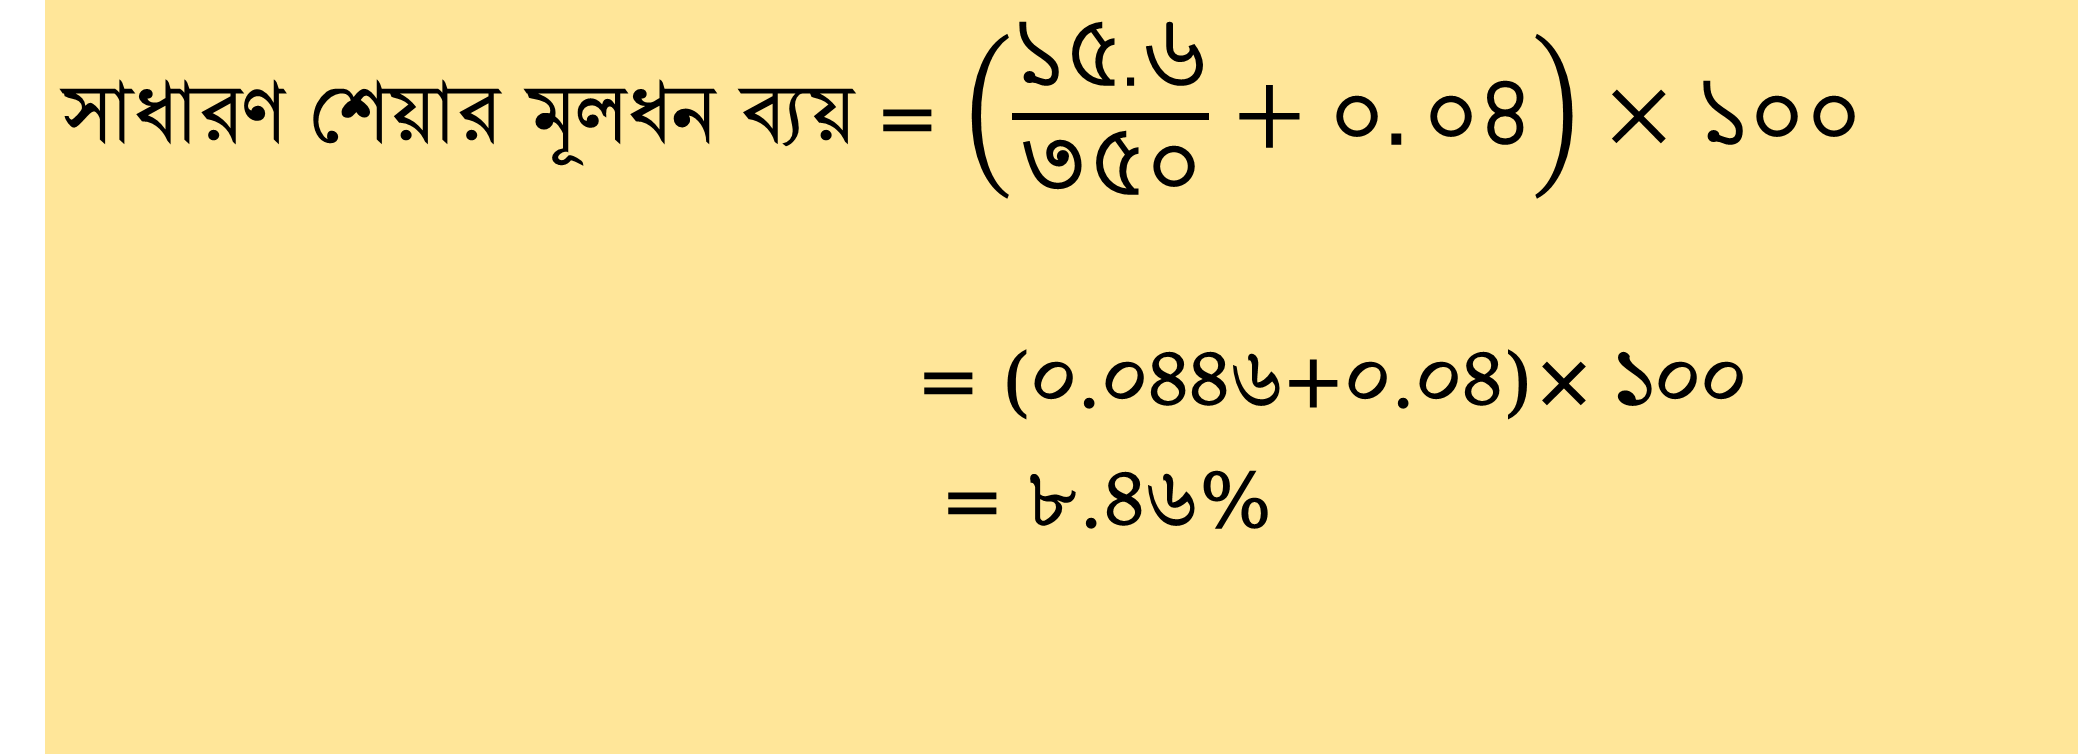 সাধারণ শেয়ার মূলধন ব্যয় = (১৫.৬/৩৫০ + ০.০৪) × ১০০
= (০.০৪৪৬+০.০৪)× ১০০
= ৮.৪৬%